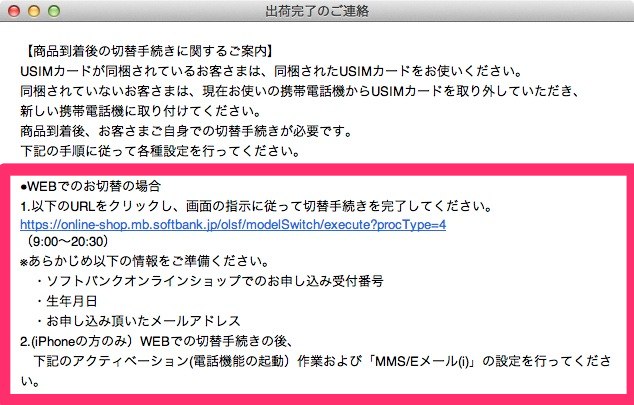 出荷完了のご連絡
【商品到着後の切替手続きに関するご案内】
USIMカードが同梱されているお客さまは、同梱されたUSIMカードをお使いください。
同梱されていないお客さまは、現在お使いの携帯電話機からUSIMカードを取り外していただき、
新しい携帯電話機に取り付けてください。
商品到着後、お客さまご自身での切替手続きが必要です。
下記の手順に従って各種設定を行ってください。
●WEBでのお切替の場合
1.以下のURLをクリックし、画面の指示に従って切替手続きを完了してください。
https://online-shop.mb.softbank.jp/olsf/modelSwitch/execute?procType=4
（9:00～20:30）
※あらかじめ以下の情報をご準備ください。
・ソフトバンクオンラインショップでのお申し込み受付番号
・生年月日
・お申し込み頂いたメールアドレス
2.(iPhoneの方のみ）WEBでの切替手続きの後、
下記のアクティベーション(電話機能の起動）作業および「MMS/Eメール(i)」の設定を行ってくださ
い。